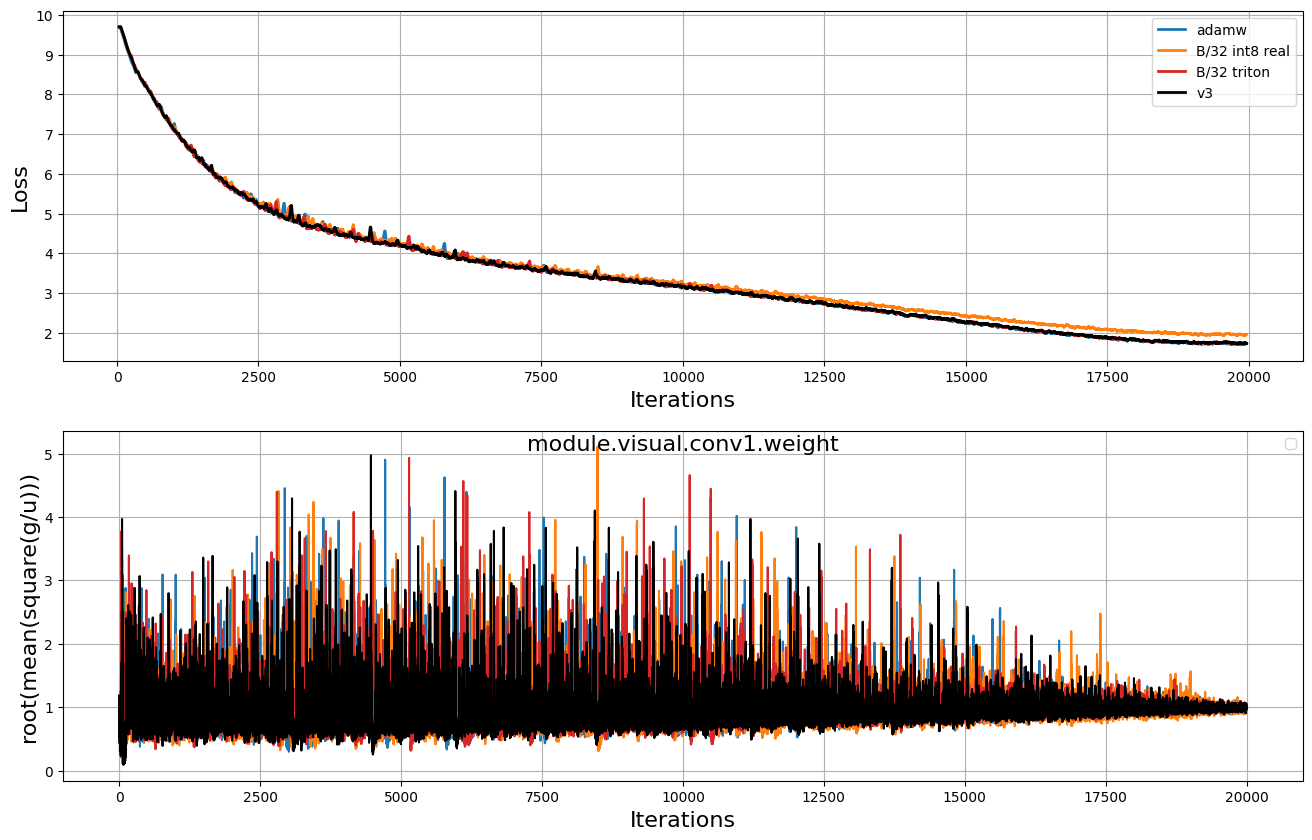 10
9
8
7
6
5
4
3
2
Loss
adamw
B/32 int8 real
B/32 triton
v3
0 2500 5000 7500 10000 12500 15000 17500 20000
Iterations
module.visual.conv1.weight
5
4
3
2
1
0
root(mean(square(g/u)))
0 2500 5000 7500 10000 12500 15000 17500 20000
Iterations